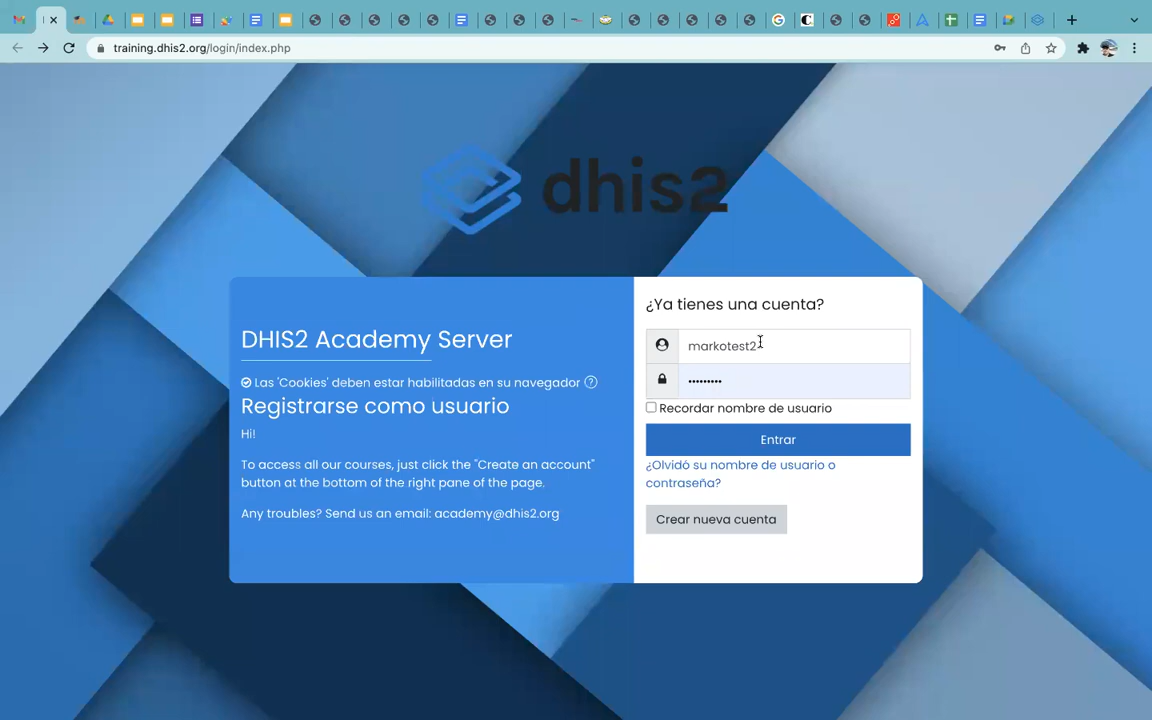 training.dhis2.org/login/index.php
dhis2
DHIS2 Academy Server
Las 'Cookies' deben estar habilitadas en su navegador
Registrarse como usuario
Hi!
To access all our courses, just click the "Create an account"
button at the bottom of the right pane of the page.
Any troubles? Send us an email: academy@dhis2.org
¿Ya tienes una cuenta?
markotest2
•••••••••
Recordar nombre de usuario
Entrar
¿Olvidó su nombre de usuario o
contraseña?
Crear nueva cuenta